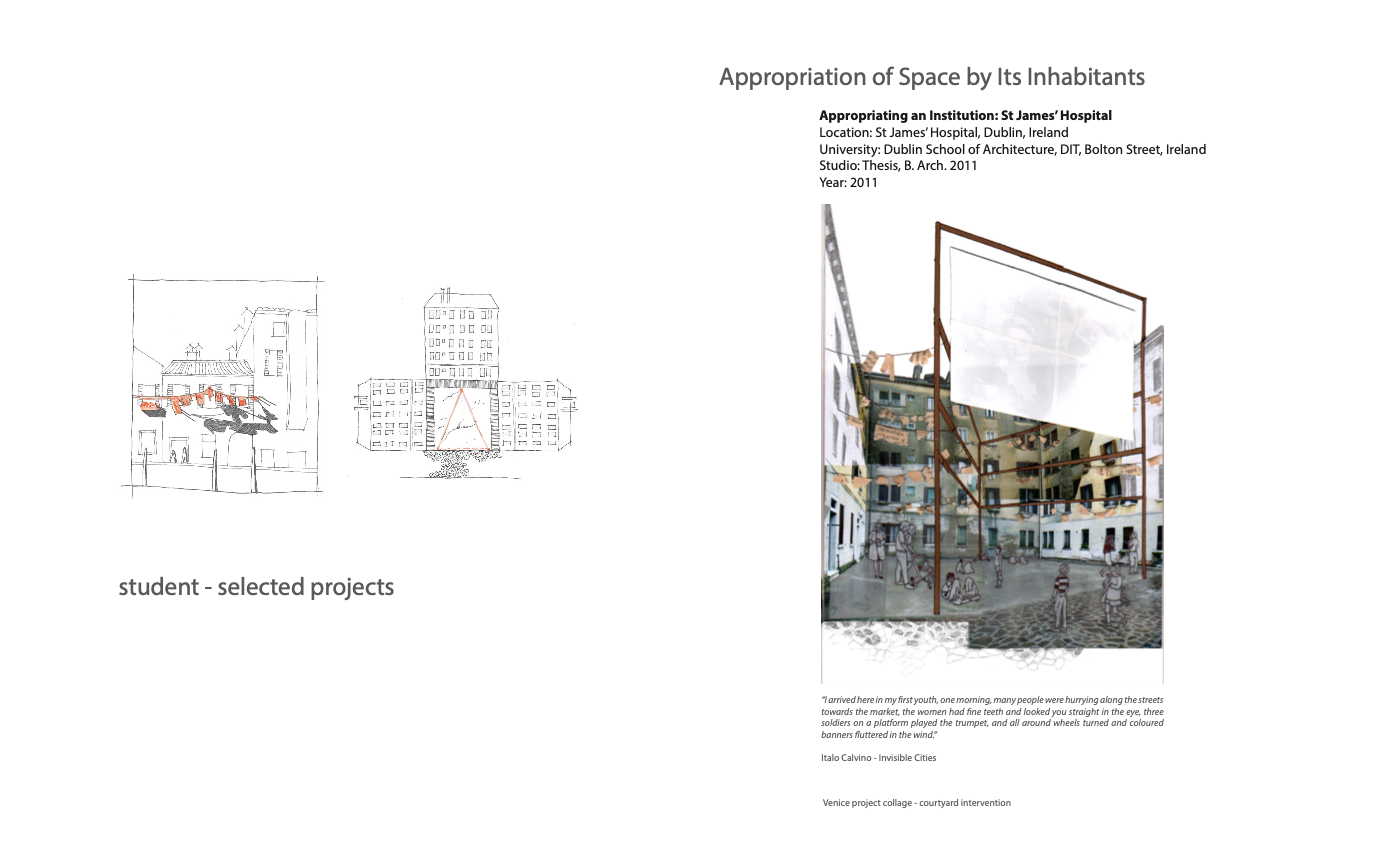 student - selected projects
Appropriation of Space by Its Inhabitants
Appropriating an Institution: St James’ Hospital
Location: St James’ Hospital, Dublin, Ireland
University: Dublin School of Architecture, DIT, Bolton Street, Ireland
Studio: Thesis, B. Arch. 2011
Year: 2011
“I arrived here in my first youth, one morning, many people were hurrying along the streets
towards the market, the women had fine teeth and looked you straight in the eye, three
soldiers on a platform played the trumpet, and all around wheels turned and coloured
banners fluttered in the wind.”
Italo Calvino - Invisible Cities
Venice project collage - courtyard intervention